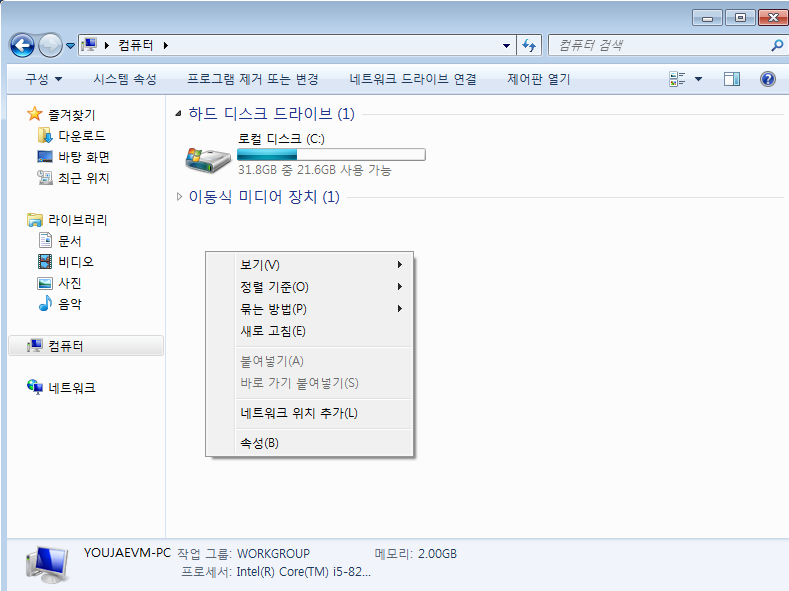 컴퓨터
컴퓨터 검색
구성 시스템 속성 프로그램 제거 또는 변경 네트워크 드라이브 연결 제어판 열기
즐겨찾기
다운로드
바탕 화면
최근 위치
라이브러리
문서
비디오
사진
음악
컴퓨터
네트워크
하드 디스크 드라이브 (1)
로컬 디스크 (C:)
31.8GB 중 21.6GB 사용 가능
이동식 미디어 장치 (1)
보기(V)
정렬 기준(O)
묶는 방법(P)
새로 고침(E)
붙여넣기(A)
바로 가기 붙여넣기(S)
네트워크 위치 추가(L)
속성(B)
YOUJAEVM-PC 작업 그룹: WORKGROUP 메모리: 2.00GB
프로세서: Intel(R) Core(TM) i5-82...